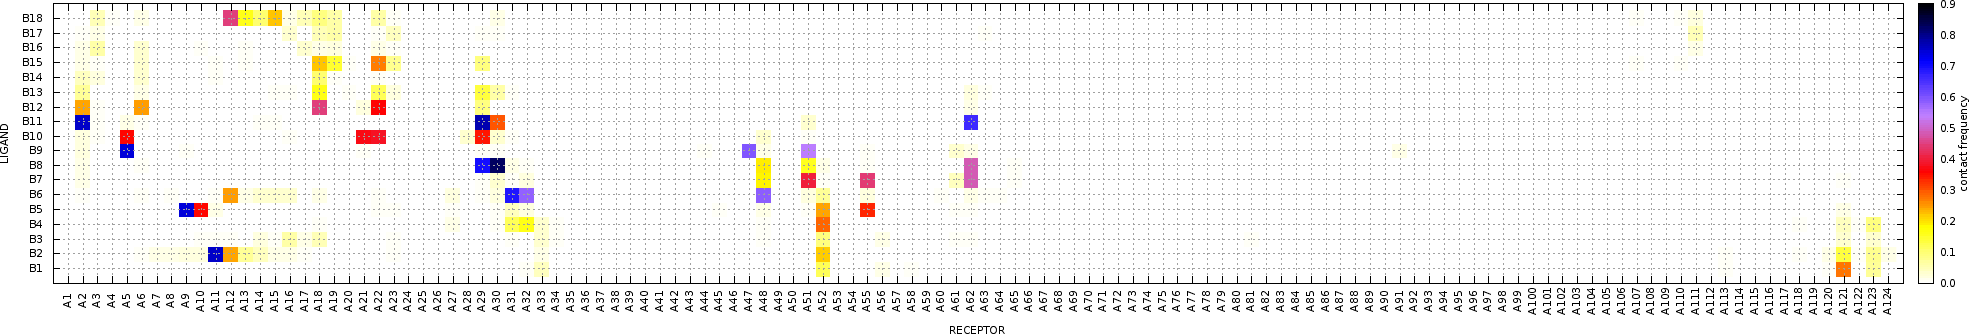 B18
B17
B16
B15
B14
B13
B12
B11
B10
B9
B8
B7
B6
B5
B4
B3
B2
B1
LIGAND
A1 A2 A3 A4 A5 A6 A7 A8 A9 A10 A11 A12 A13 A14 A15 A16 A17 A18 A19 A20 A21 A22 A23 A24 A25 A26 A27 A28 A29 A30 A31 A32 A33 A34 A35 A36 A37 A38 A39 A40 A41 A42 A43 A44 A45 A46 A47 A48 A49 A50 A51 A52 A53 A54 A55 A56 A57 A58 A59 A60 A61 A62 A63 A64 A65 A66 A67 A68 A69 A70 A71 A72 A73 A74 A75 A76 A77 A78 A79 A80 A81 A82 A83 A84 A85 A86 A87 A88 A89 A90 A91 A92 A93 A94 A95 A96 A97 A98 A99 A100 A101 A102 A103 A104 A105 A106 A107 A108 A109 A110 A111 A112 A113 A114 A115 A116 A117 A118 A119 A120 A121 A122 A123 A124
RECEPTOR
0.9
0.8
0.7
0.6
0.5
0.4
0.3
0.2
0.1
0.0
contact frequency